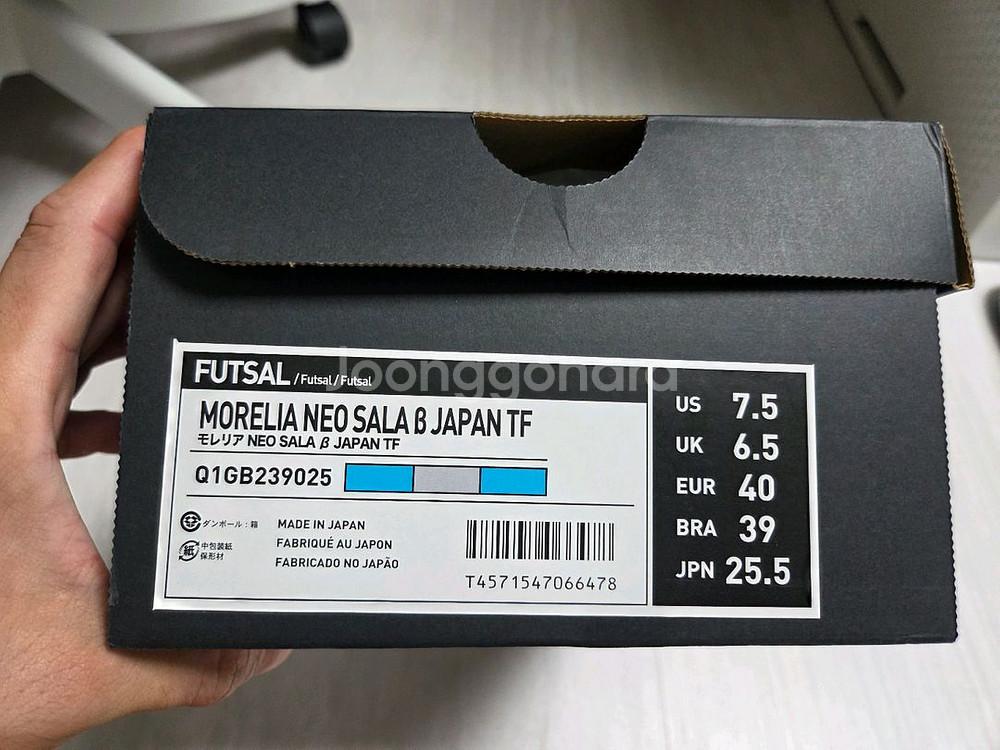 Joonggonara
FUTSAL / Futsal / Futsal
MORELIA NEO SALA β JAPAN TF
モレリア NEO SALA β JAPAN TF
Q1GB239025
ダンボール：箱
紙
中包装紙
保形材
MADE IN JAPAN
FABRIQUÉ AU JAPON
FABRICADO NO JAPÃO
T4571547066478
US 7.5
UK 6.5
EUR 40
BRA 39
JPN 25.5